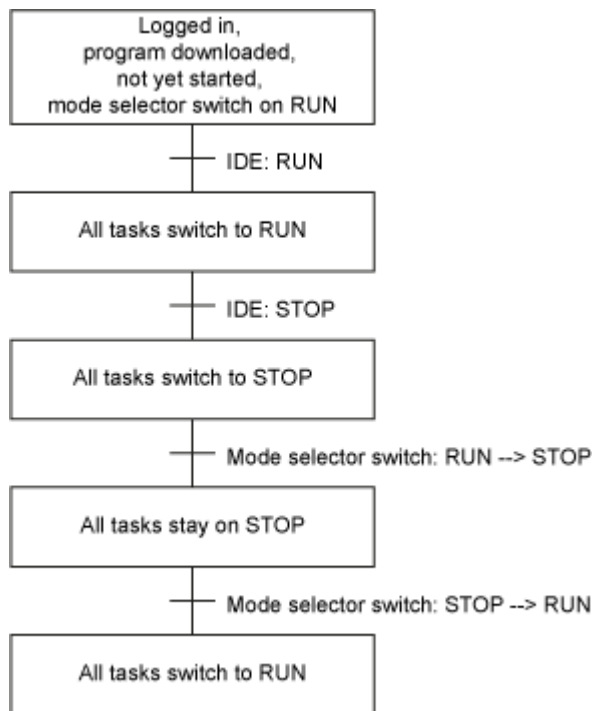 Logged in,
program downloaded,
not yet started,
mode selector switch on RUN
IDE: RUN
All tasks switch to RUN
IDE: STOP
All tasks switch to STOP
Mode selector switch: RUN --> STOP
All tasks stay on STOP
Mode selector switch: STOP --> RUN
All tasks switch to RUN